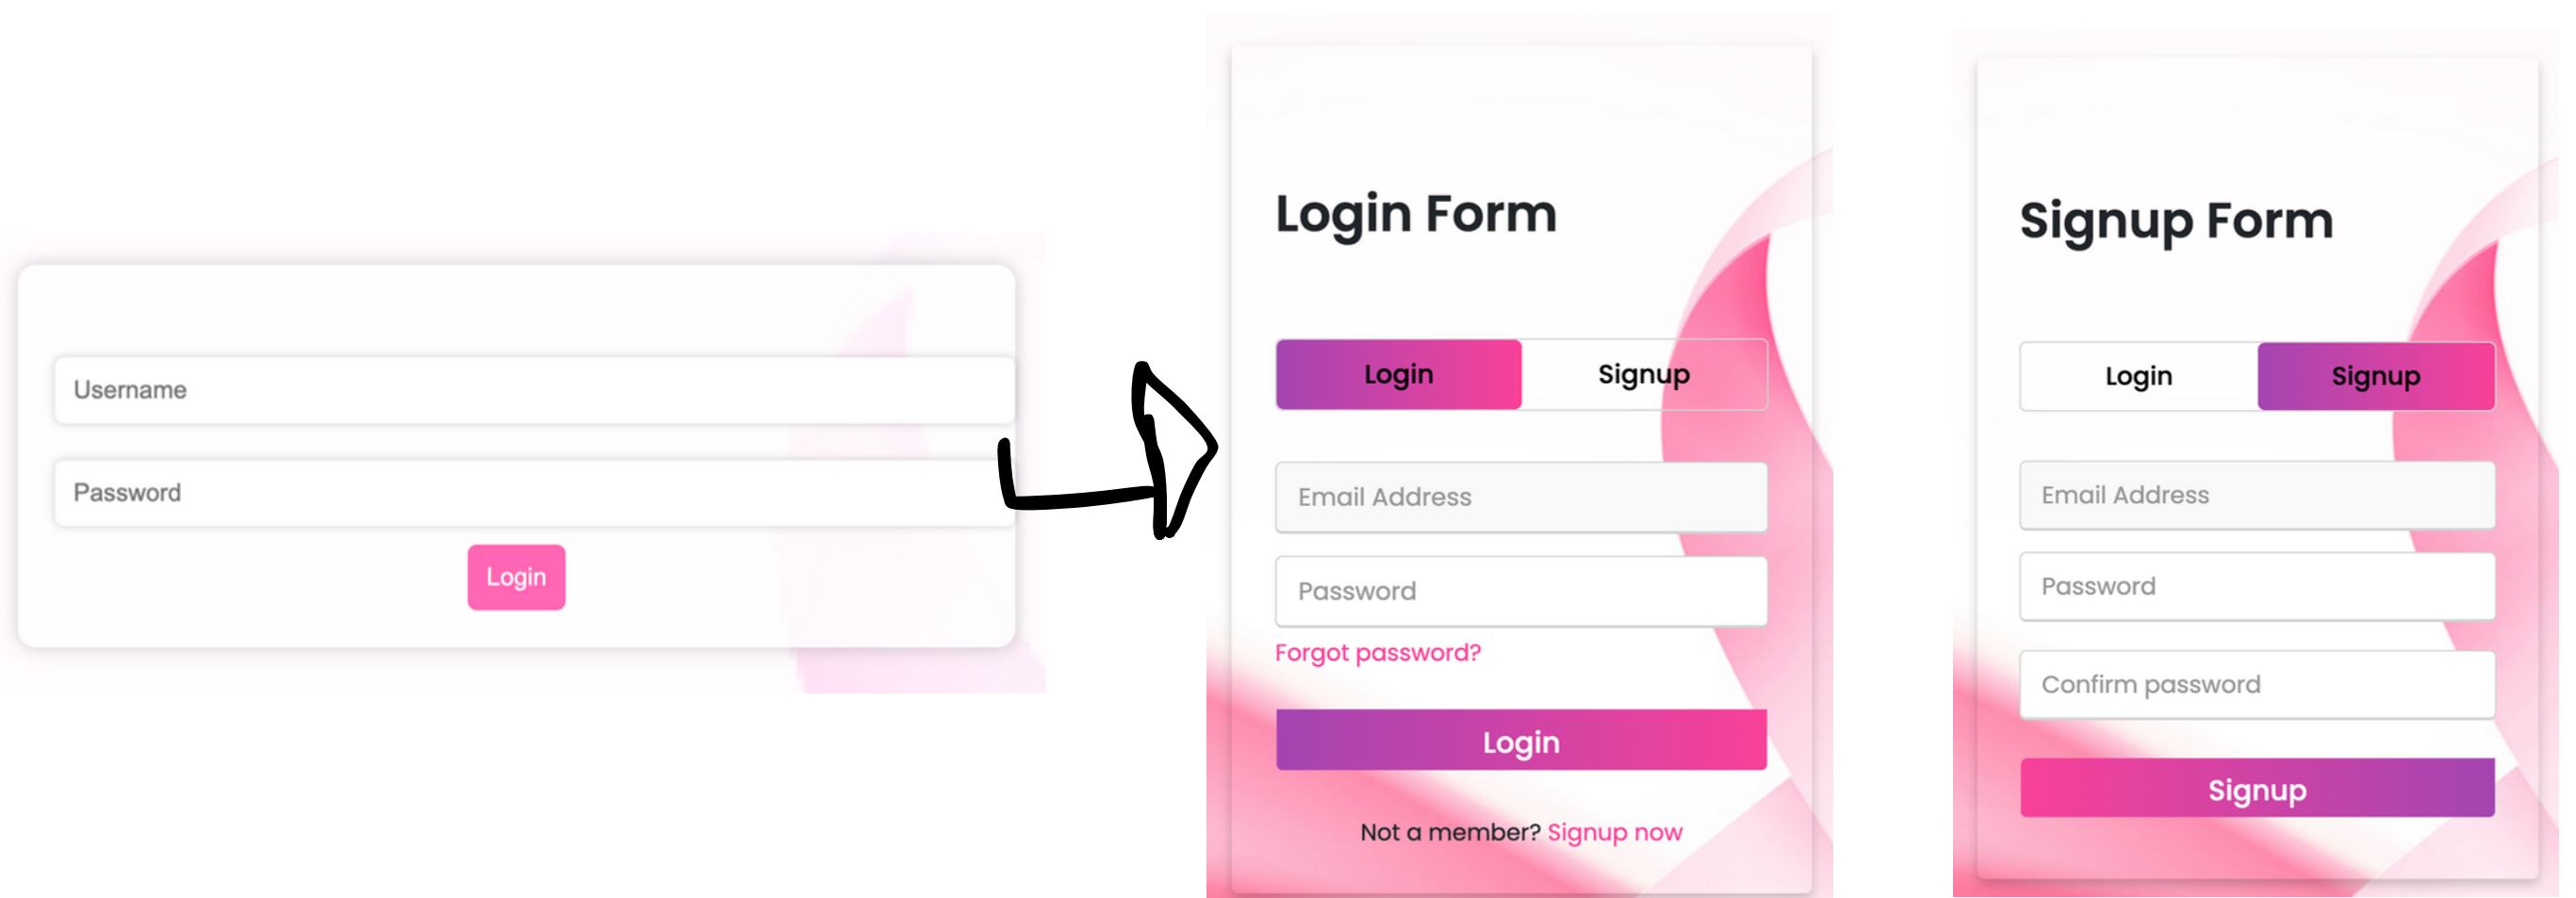 Username
Password
Login
Login Form
Login Signup
Email Address
Password
Forgot password?
Login
Not a member? Signup now
Signup Form
Login Signup
Email Address
Password
Confirm password
Signup